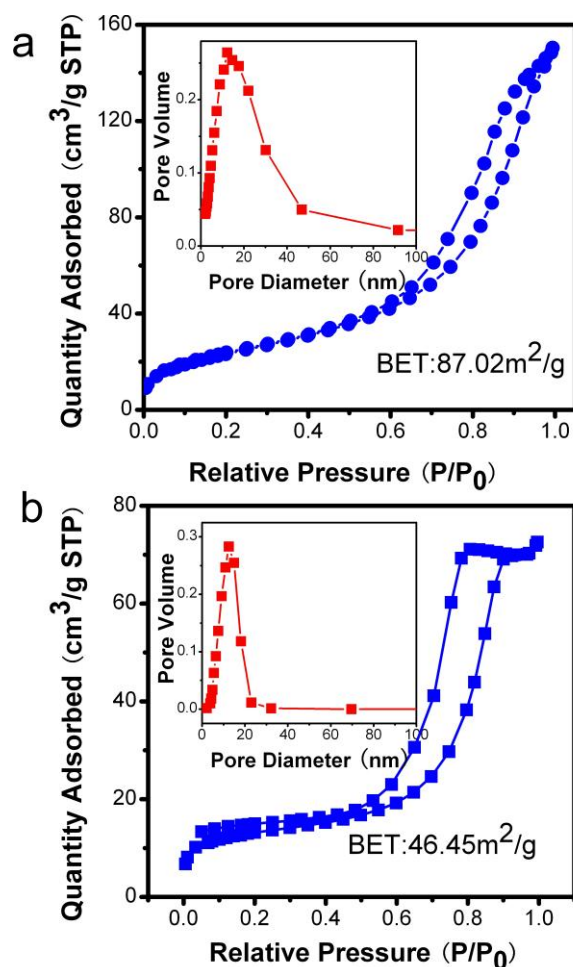 a
160
120
80
40
0
Quantity Adsorbed (cm³/g STP)
0.2
0.1
0.0
Pore Volume
0 20 40 60 80 100
Pore Diameter (nm)
BET:87.02m²/g
0.0 0.2 0.4 0.6 0.8 1.0
Relative Pressure (P/P₀)
b
80
60
40
20
0
Quantity Adsorbed (cm³/g STP)
0.3
0.2
0.1
0.0
Pore Volume
0 20 40 60 80 100
Pore Diameter (nm)
BET:46.45m²/g
0.0 0.2 0.4 0.6 0.8 1.0
Relative Pressure (P/P₀)